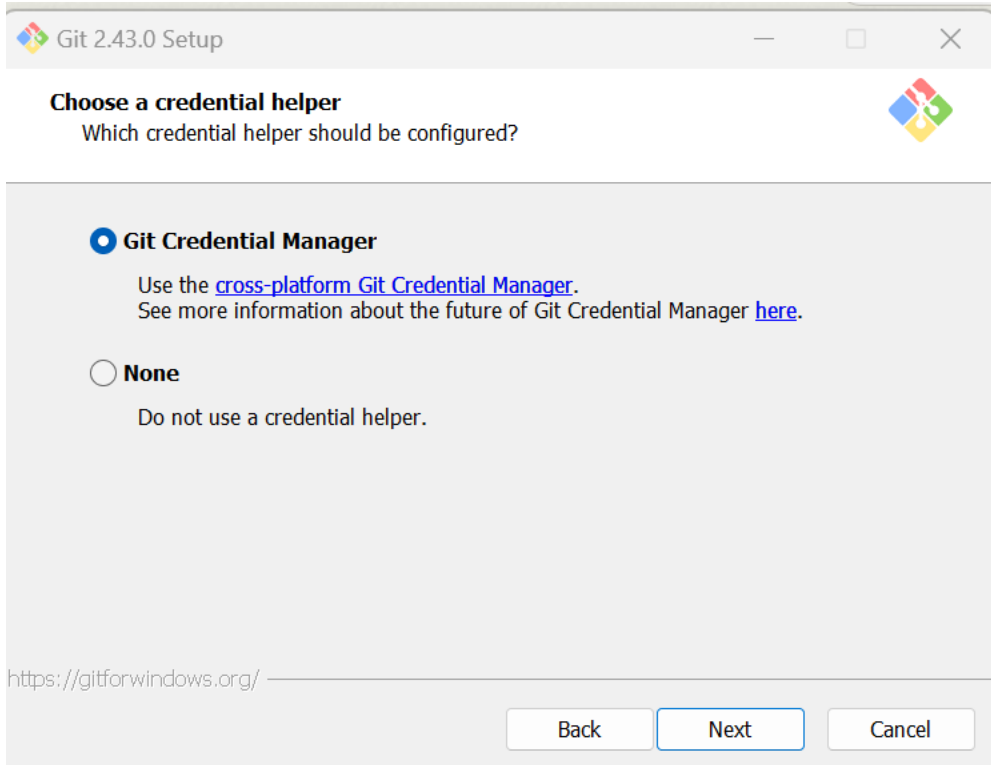 Git 2.43.0 Setup
Choose a credential helper
Which credential helper should be configured?
Git Credential Manager
Use the cross-platform Git Credential Manager.
See more information about the future of Git Credential Manager here.
None
Do not use a credential helper.
https://gitforwindows.org/
Back Next Cancel